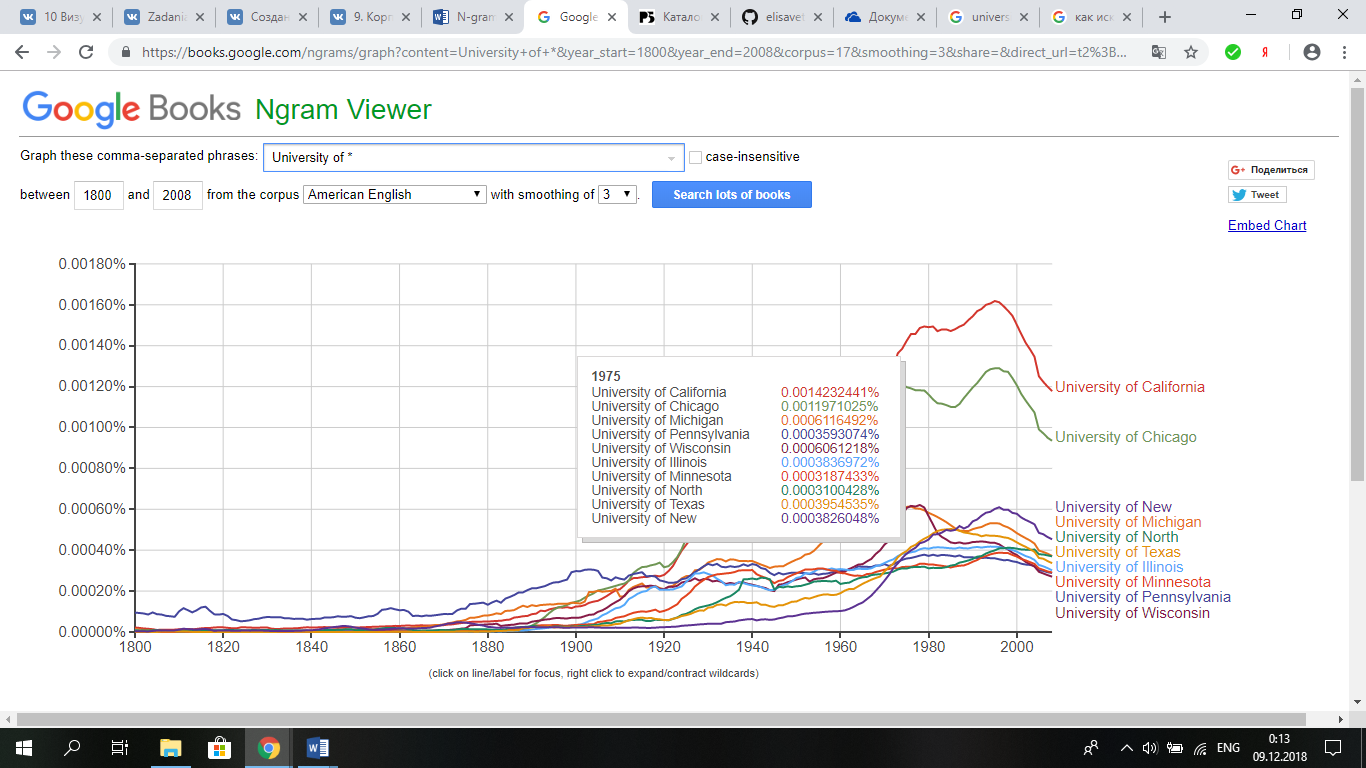 10 Визу
Zadani
Создан
9. Корп
N-gram
Google
Катало
elisavet
Докуме
univers
как иск
https://books.google.com/ngrams/graph?content=University+of+*&year_start=1800&year_end=2008&corpus=17&smoothing=3&share=&direct_url=t2%3B...
Google Books Ngram Viewer
Graph these comma-separated phrases: University of * case-insensitive
between 1800 and 2008 from the corpus American English with smoothing of 3 . Search lots of books
G+ Поделиться
Tweet
Embed Chart
0.00180%
0.00160%
0.00140%
0.00120%
0.00100%
0.00080%
0.00060%
0.00040%
0.00020%
0.00000%
1975
University of California 0.0014232441%
University of Chicago 0.0011971025%
University of Michigan 0.0006116492%
University of Pennsylvania 0.0003593074%
University of Wisconsin 0.0006061218%
University of Illinois 0.0003836972%
University of Minnesota 0.0003187433%
University of North 0.0003100428%
University of Texas 0.0003954535%
University of New 0.0003826048%
University of California
University of Chicago
University of New
University of Michigan
University of North
University of Texas
University of Illinois
University of Minnesota
University of Pennsylvania
University of Wisconsin
1800 1820 1840 1860 1880 1900 1920 1940 1960 1980 2000
(click on line/label for focus, right click to expand/contract wildcards)
ENG
0:13
09.12.2018